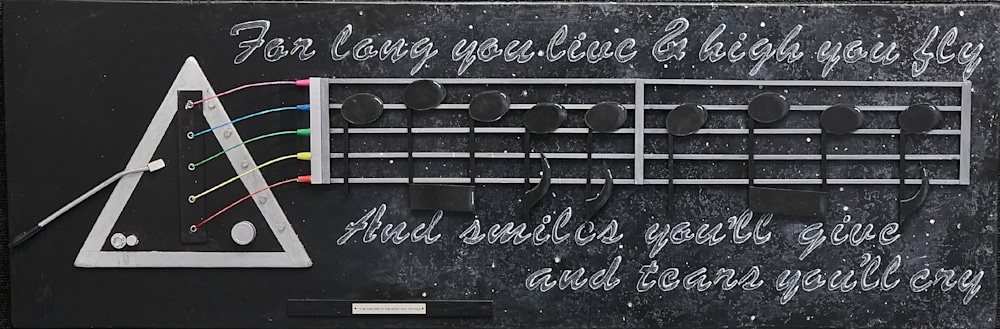 For long you live & high you fly
And smiles you'll give
and tears you'll cry